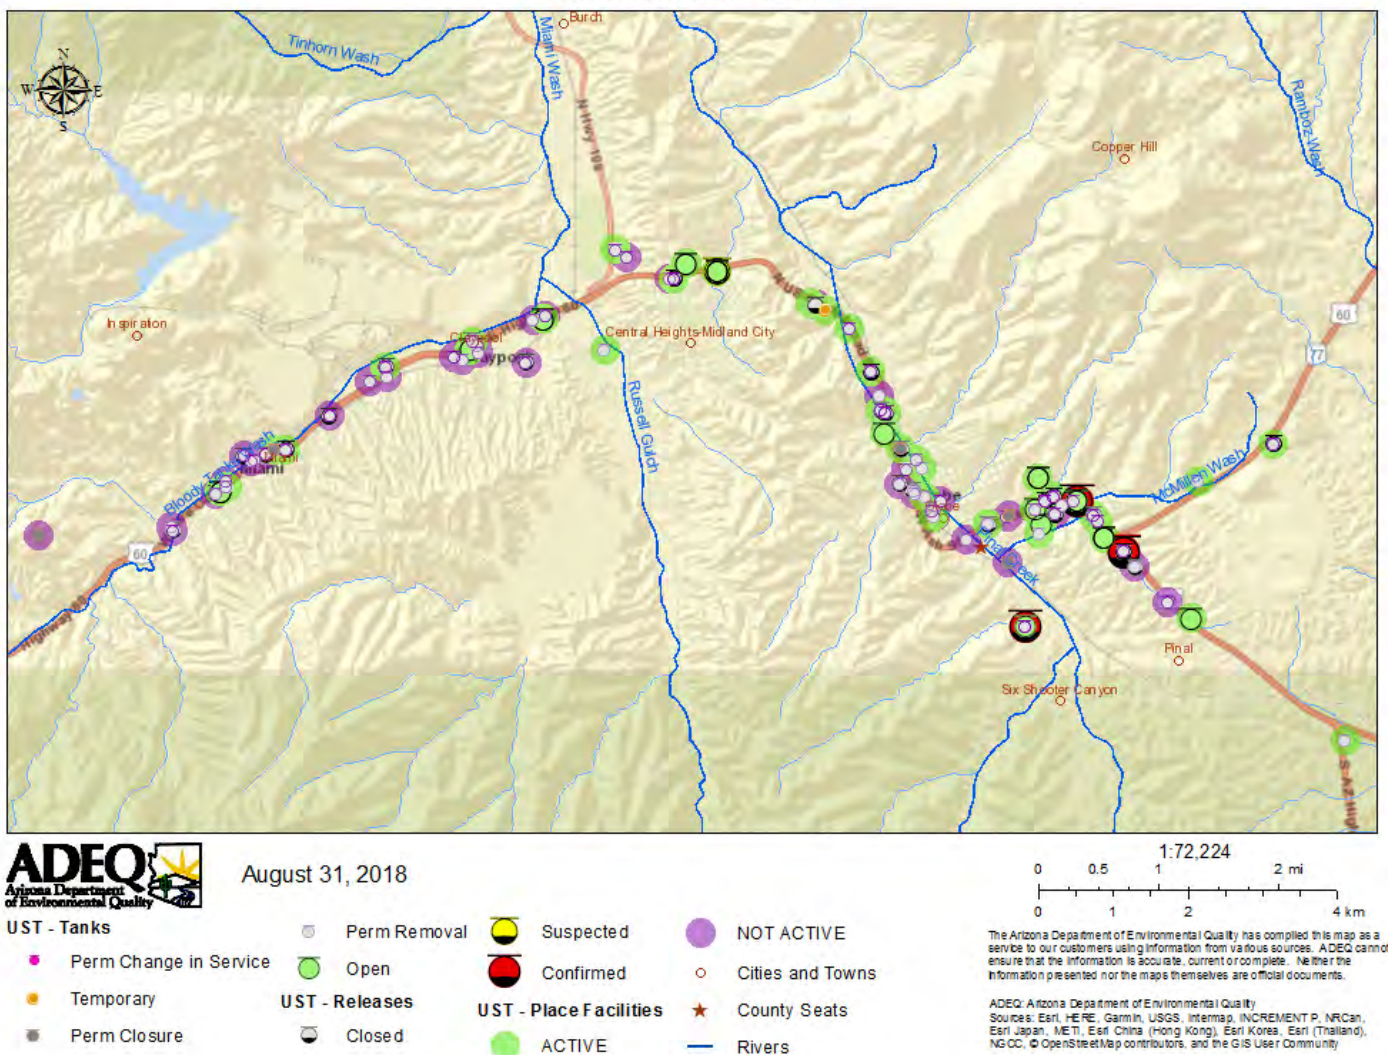 Burch
Tinhorn Wash
Miami Wash
N
W E
S
N Hwy 188
Ramboz Wash
Copper Hill
60
Inspiration
Central Heights-Midland City
77
Russell Gulch
Bloody Tanks Wash
Miami
McMillen Wash
60
Pinal Creek
Highway 60
Pinal
Six Shooter Canyon
ADEQ
Arizona Department
of Environmental Quality
August 31, 2018
1:72,224
0 0.5 1 2 mi
0 1 2 4 km
UST - Tanks
Perm Change in Service
Temporary
Perm Closure
Perm Removal
Open
UST - Releases
Closed
Suspected
Confirmed
UST - Place Facilities
ACTIVE
NOT ACTIVE
Cities and Towns
County Seats
Rivers
The Arizona Department of Environmental Quality has compiled this map as a
service to our customers using information from various sources. ADEQ cannot
ensure that the information is accurate, current or complete. Neither the
information presented nor the maps themselves are official documents.
ADEQ: Arizona Department of Environmental Quality
Sources: Esri, HERE, Garmin, USGS, Intermap, INCREMENT P, NRCan,
Esri Japan, METI, Esri China (Hong Kong), Esri Korea, Esri (Thailand),
NGCC, © OpenStreetMap contributors, and the GIS User Community